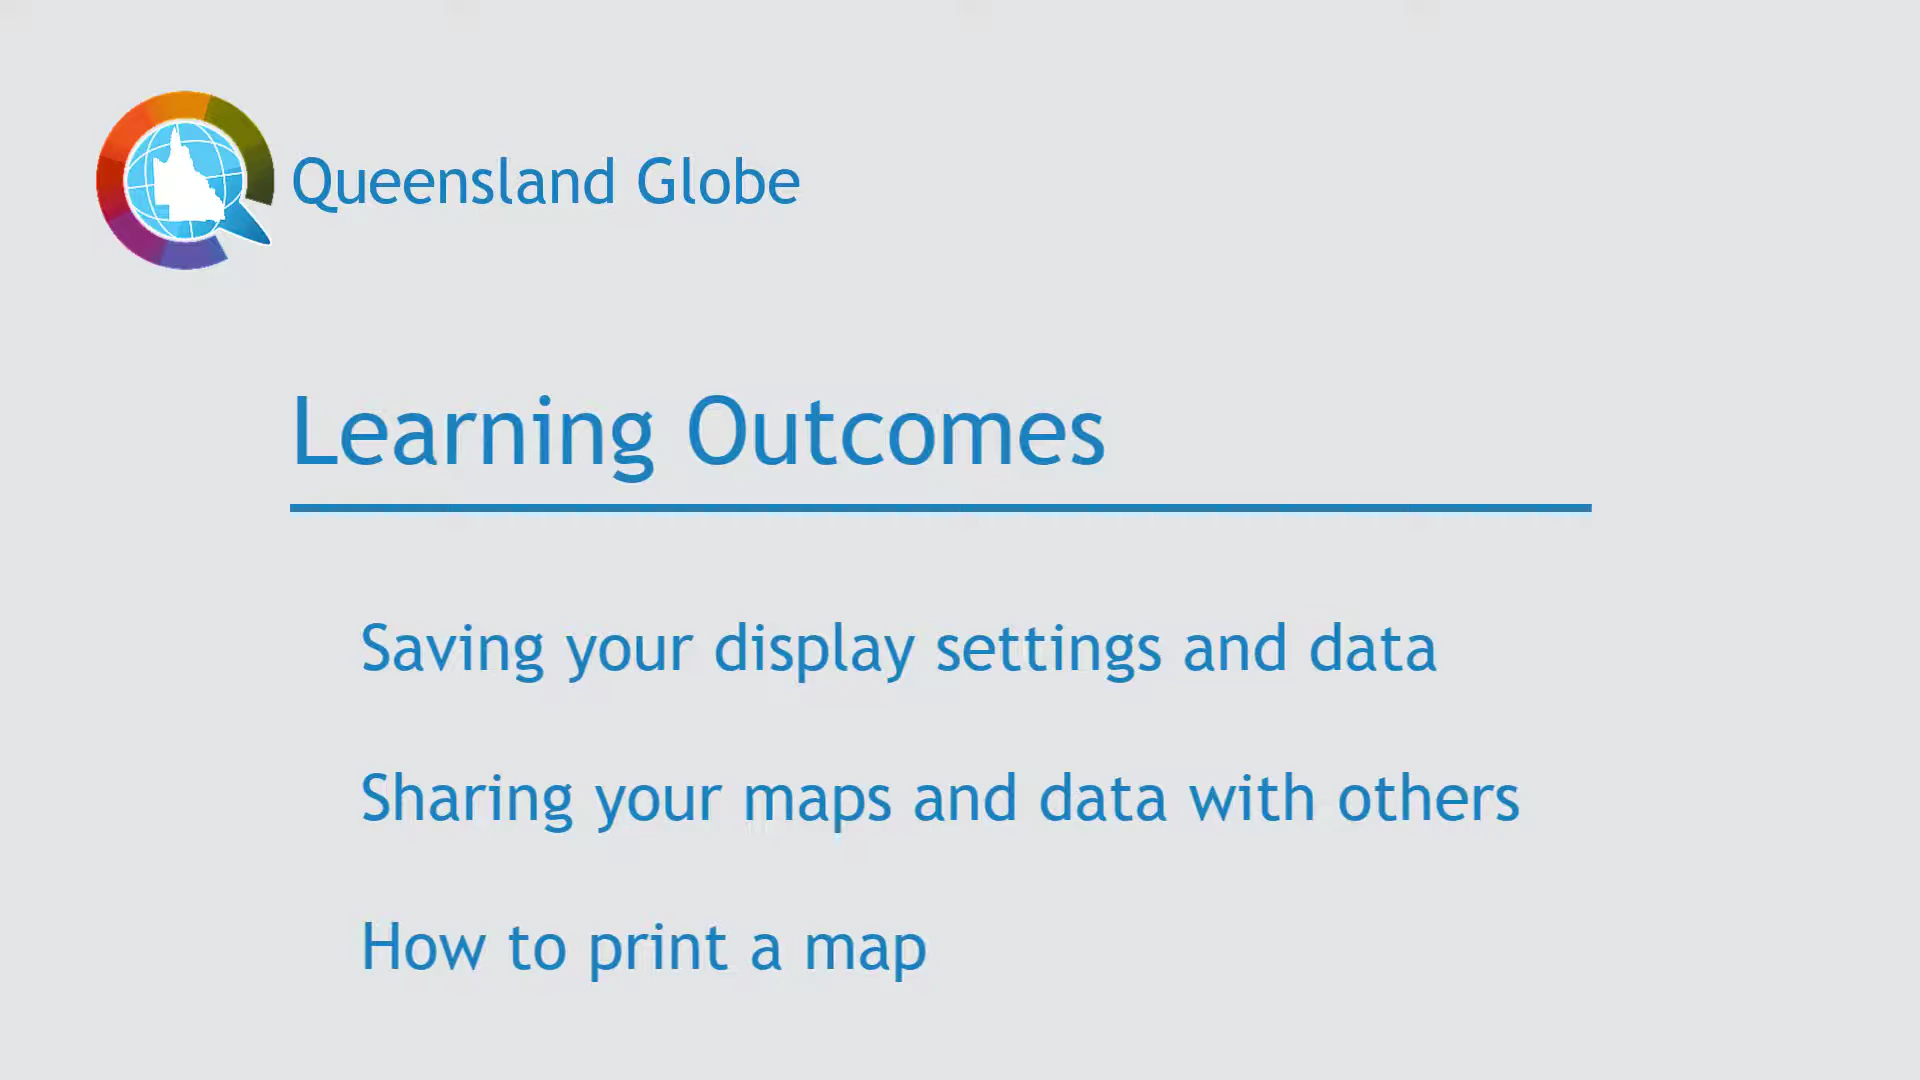 Queensland Globe
Learning Outcomes
Saving your display settings and data
Sharing your maps and data with others
How to print a map